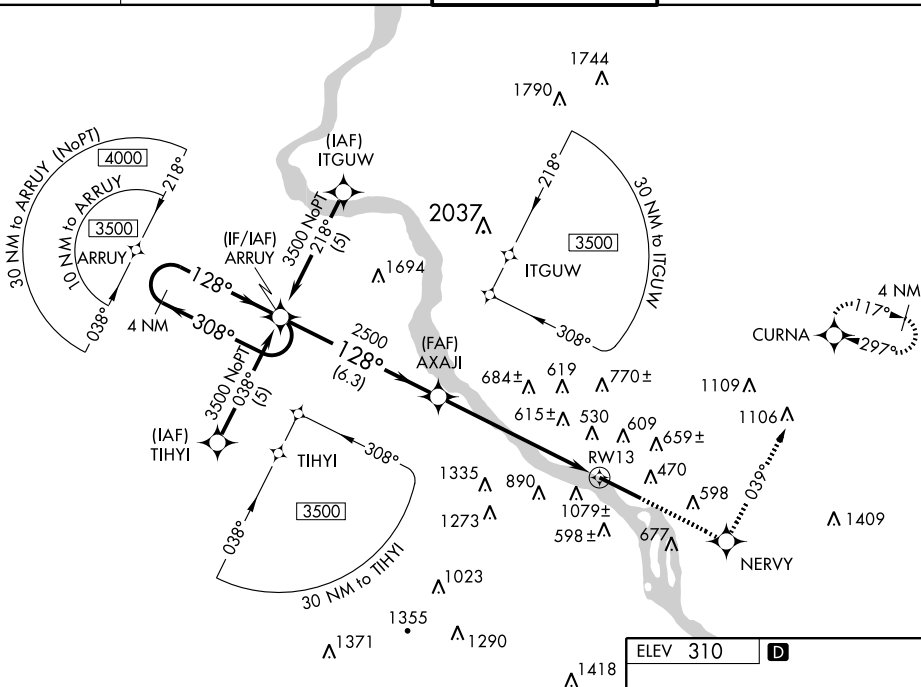 1744
1790
(IAF)
ITGUW
30 NM to ARRUY (NoPT)
4000
218°
10 NM to ARRUY
3500
ARRUY
038°
(IF/IAF)
ARRUY
3500 NoPT
218°
(5)
2037
1694
218°
30 NM to ITGUW
3500
ITGUW
308°
128°
308°
4 NM
2500
128°
(6.3)
(FAF)
AXAJI
3500 NoPT
038°
(5)
(IAF)
TIHYI
4 NM
117°
CURNA
297°
684±
619
770±
1109
615±
530
609
659±
1106
RW13
470
039°
598
308°
TIHYI
3500
038°
30 NM to TIHYI
1335
890
1079±
1273
598±
677
1409
NERVY
1023
1355
1371
1290
1418
ELEV 310 D